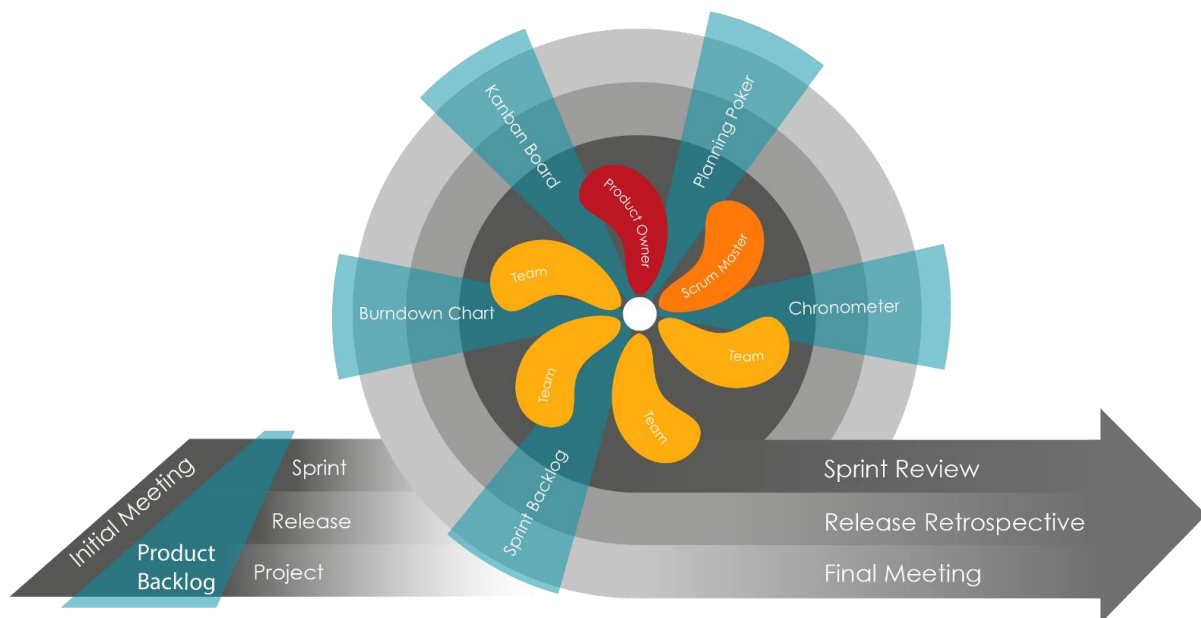 Kanban Board
Planning Poker
Product Owner
Scrum Master
Team
Burndown Chart
Chronometer
Team
Team
Team
Sprint Backlog
Initial Meeting
Product
Backlog
Sprint
Release
Project
Sprint Review
Release Retrospective
Final Meeting